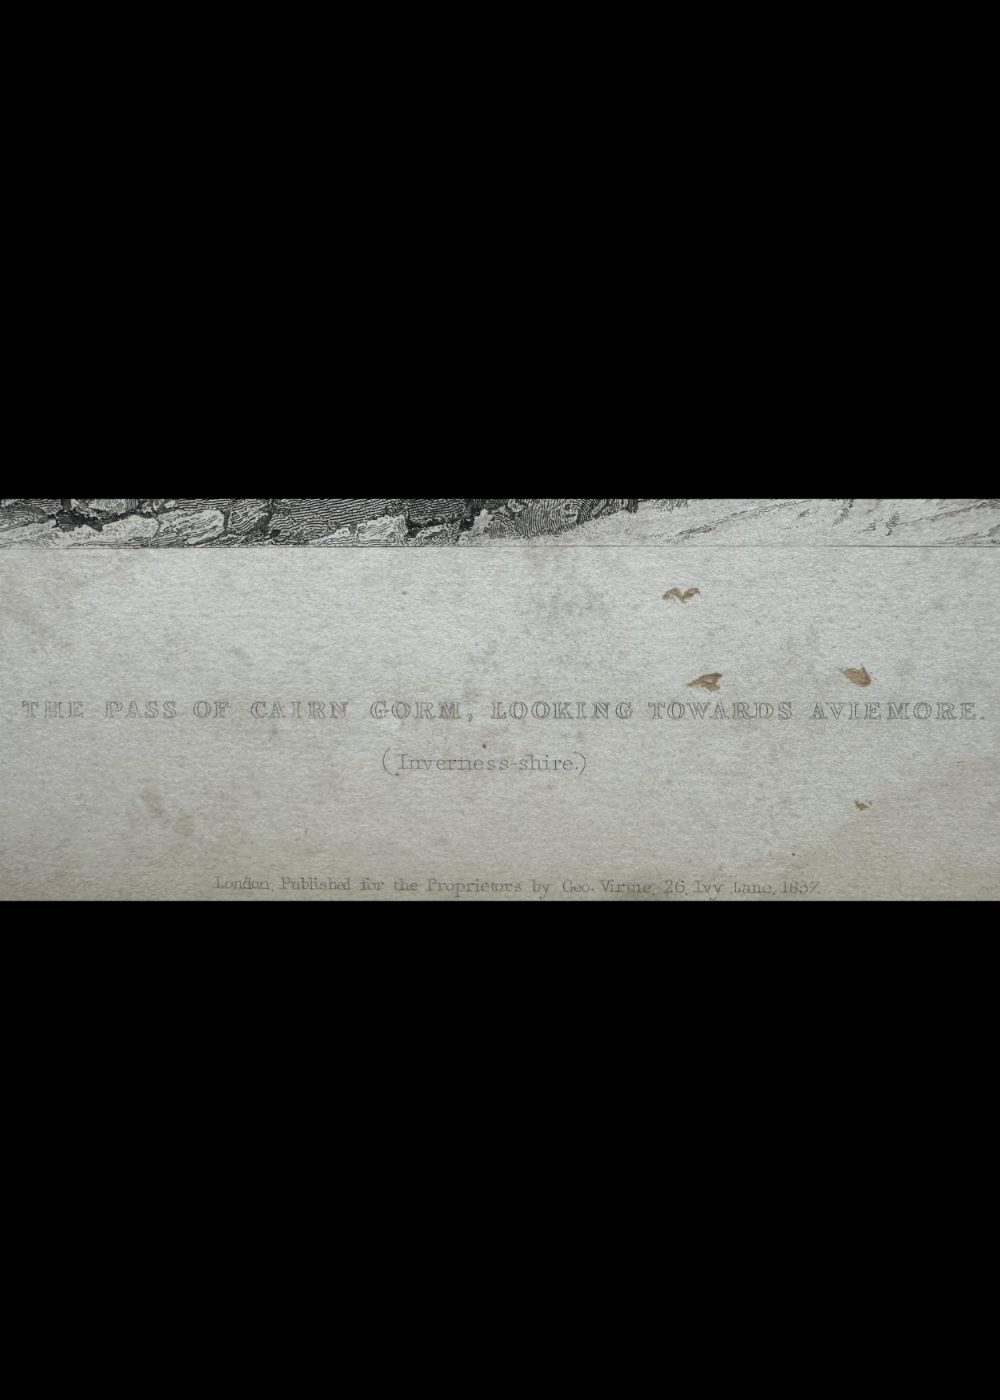 THE PASS OF CAIRN GORM, LOOKING TOWARDS AVIEMORE.
(Inverness-shire.)
London, Published for the Proprietors by Geo. Virtue, 26, Ivy Lane, 1837.